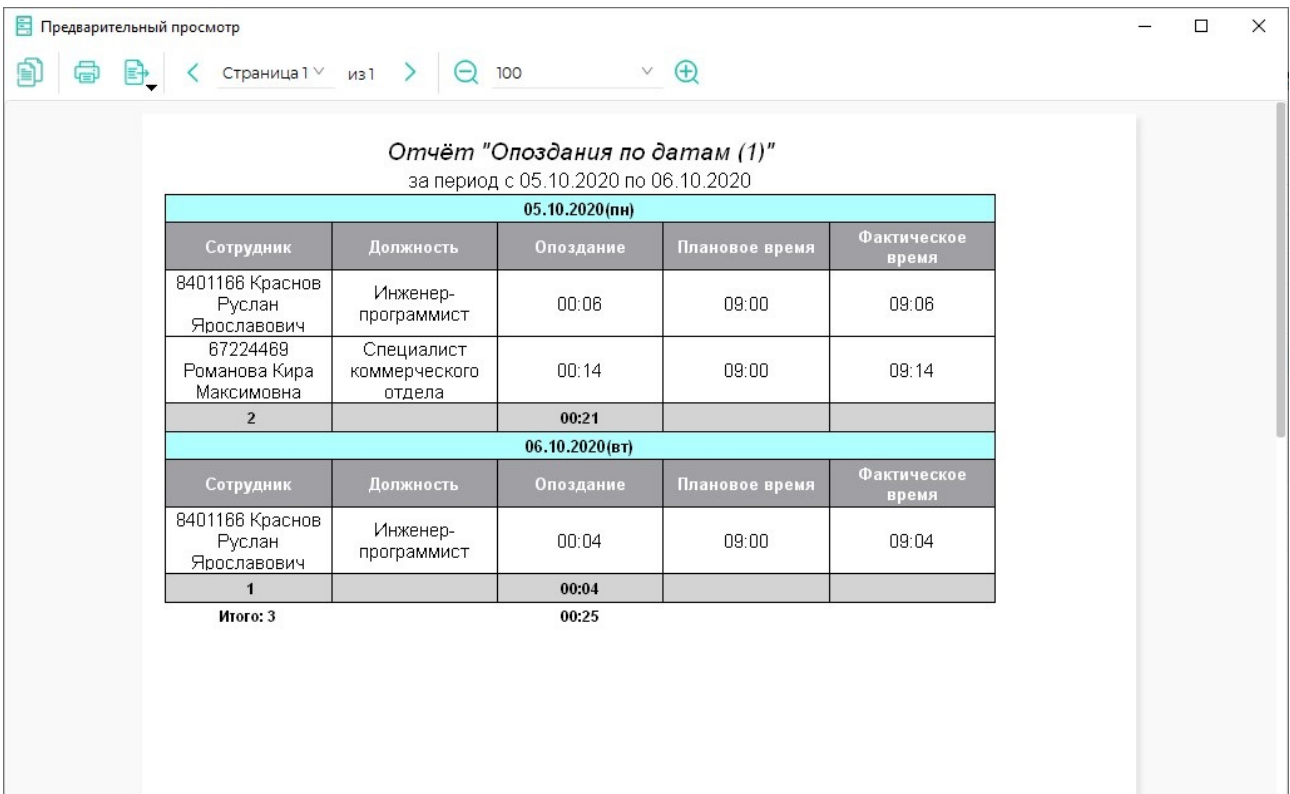 Предварительный просмотр
Страница 1 из 1 100
Отчёт "Опоздания по датам (1)"
за период с 05.10.2020 по 06.10.2020
05.10.2020(пн)
Сотрудник Должность Опоздание Плановое время Фактическое время
8401166 Краснов
Руслан
Ярославович
Инженер-
программист
00:06 09:00 09:06
67224469
Романова Кира
Максимовна
Специалист
коммерческого
отдела
00:14 09:00 09:14
2 00:21
06.10.2020(вт)
Сотрудник Должность Опоздание Плановое время Фактическое время
8401166 Краснов
Руслан
Ярославович
Инженер-
программист
00:04 09:00 09:04
1 00:04
Итого: 3 00:25